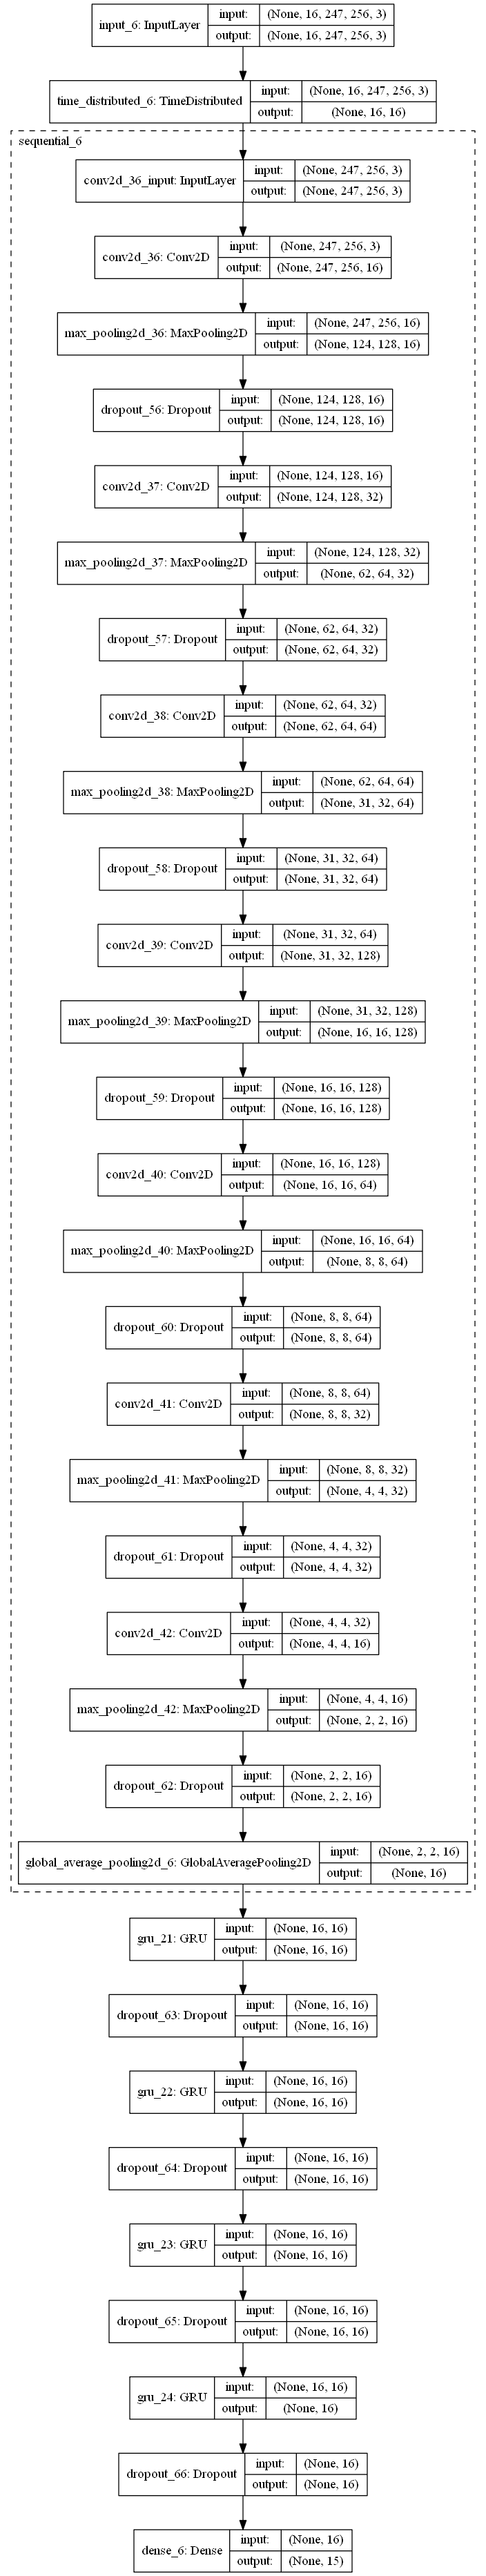 input_6: InputLayer
input: (None, 16, 247, 256, 3)
output: (None, 16, 247, 256, 3)
time_distributed_6: TimeDistributed
input: (None, 16, 247, 256, 3)
output: (None, 16, 16)
sequential_6
conv2d_36_input: InputLayer
input: (None, 247, 256, 3)
output: (None, 247, 256, 3)
conv2d_36: Conv2D
input: (None, 247, 256, 3)
output: (None, 247, 256, 16)
max_pooling2d_36: MaxPooling2D
input: (None, 247, 256, 16)
output: (None, 124, 128, 16)
dropout_56: Dropout
input: (None, 124, 128, 16)
output: (None, 124, 128, 16)
conv2d_37: Conv2D
input: (None, 124, 128, 16)
output: (None, 124, 128, 32)
max_pooling2d_37: MaxPooling2D
input: (None, 124, 128, 32)
output: (None, 62, 64, 32)
dropout_57: Dropout
input: (None, 62, 64, 32)
output: (None, 62, 64, 32)
conv2d_38: Conv2D
input: (None, 62, 64, 32)
output: (None, 62, 64, 64)
max_pooling2d_38: MaxPooling2D
input: (None, 62, 64, 64)
output: (None, 31, 32, 64)
dropout_58: Dropout
input: (None, 31, 32, 64)
output: (None, 31, 32, 64)
conv2d_39: Conv2D
input: (None, 31, 32, 64)
output: (None, 31, 32, 128)
max_pooling2d_39: MaxPooling2D
input: (None, 31, 32, 128)
output: (None, 16, 16, 128)
dropout_59: Dropout
input: (None, 16, 16, 128)
output: (None, 16, 16, 128)
conv2d_40: Conv2D
input: (None, 16, 16, 128)
output: (None, 16, 16, 64)
max_pooling2d_40: MaxPooling2D
input: (None, 16, 16, 64)
output: (None, 8, 8, 64)
dropout_60: Dropout
input: (None, 8, 8, 64)
output: (None, 8, 8, 64)
conv2d_41: Conv2D
input: (None, 8, 8, 64)
output: (None, 8, 8, 32)
max_pooling2d_41: MaxPooling2D
input: (None, 8, 8, 32)
output: (None, 4, 4, 32)
dropout_61: Dropout
input: (None, 4, 4, 32)
output: (None, 4, 4, 32)
conv2d_42: Conv2D
input: (None, 4, 4, 32)
output: (None, 4, 4, 16)
max_pooling2d_42: MaxPooling2D
input: (None, 4, 4, 16)
output: (None, 2, 2, 16)
dropout_62: Dropout
input: (None, 2, 2, 16)
output: (None, 2, 2, 16)
global_average_pooling2d_6: GlobalAveragePooling2D
input: (None, 2, 2, 16)
output: (None, 16)
gru_21: GRU
input: (None, 16, 16)
output: (None, 16, 16)
dropout_63: Dropout
input: (None, 16, 16)
output: (None, 16, 16)
gru_22: GRU
input: (None, 16, 16)
output: (None, 16, 16)
dropout_64: Dropout
input: (None, 16, 16)
output: (None, 16, 16)
gru_23: GRU
input: (None, 16, 16)
output: (None, 16, 16)
dropout_65: Dropout
input: (None, 16, 16)
output: (None, 16, 16)
gru_24: GRU
input: (None, 16, 16)
output: (None, 16)
dropout_66: Dropout
input: (None, 16)
output: (None, 16)
dense_6: Dense
input: (None, 16)
output: (None, 15)